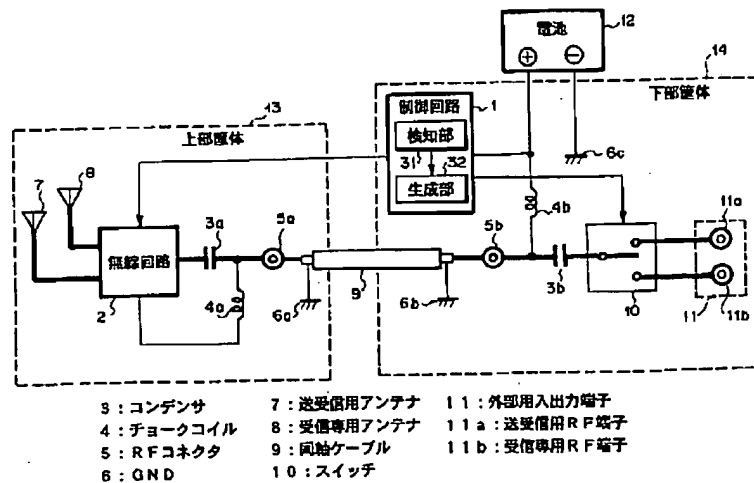 電池
12
14
下部筐体
制御回路
1
検知部
31
32
生成部
6c
4b
13
上部筐体
7
8
3a
5a
無線回路
2
4a
6a
9
6b
5b
3b
10
11a
11b
11
3:コンデンサ
4:チョークコイル
5:RFコネクタ
6:GND
7:送受信用アンテナ
8:受信専用アンテナ
9:同軸ケーブル
10:スイッチ
11:外部用入出力端子
11a:送受信用RF端子
11b:受信専用RF端子